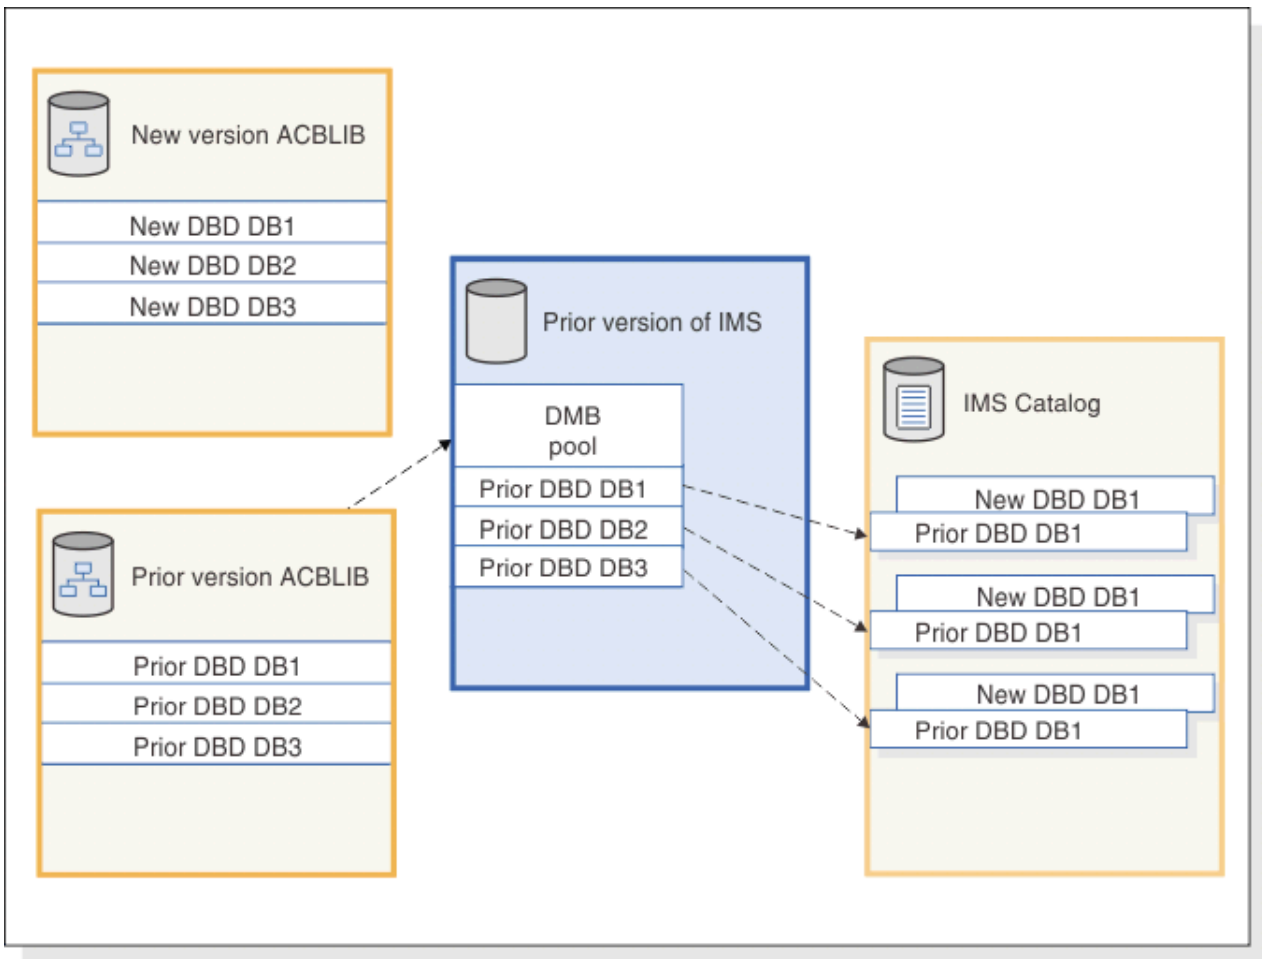 New version ACBLIB
New DBD DB1
New DBD DB2
New DBD DB3
Prior version ACBLIB
Prior DBD DB1
Prior DBD DB2
Prior DBD DB3
Prior version of IMS
DMB
pool
Prior DBD DB1
Prior DBD DB2
Prior DBD DB3
IMS Catalog
New DBD DB1
Prior DBD DB1
New DBD DB1
Prior DBD DB1
New DBD DB1
Prior DBD DB1